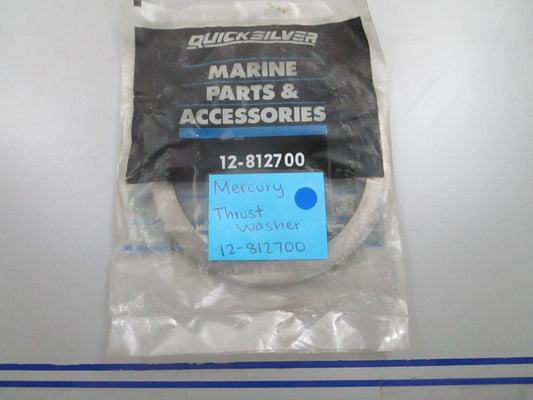 QUICKSILVER
MARINE
PARTS &
ACCESSORIES
12-812700
Mercury
Thrust
washer
12-812700